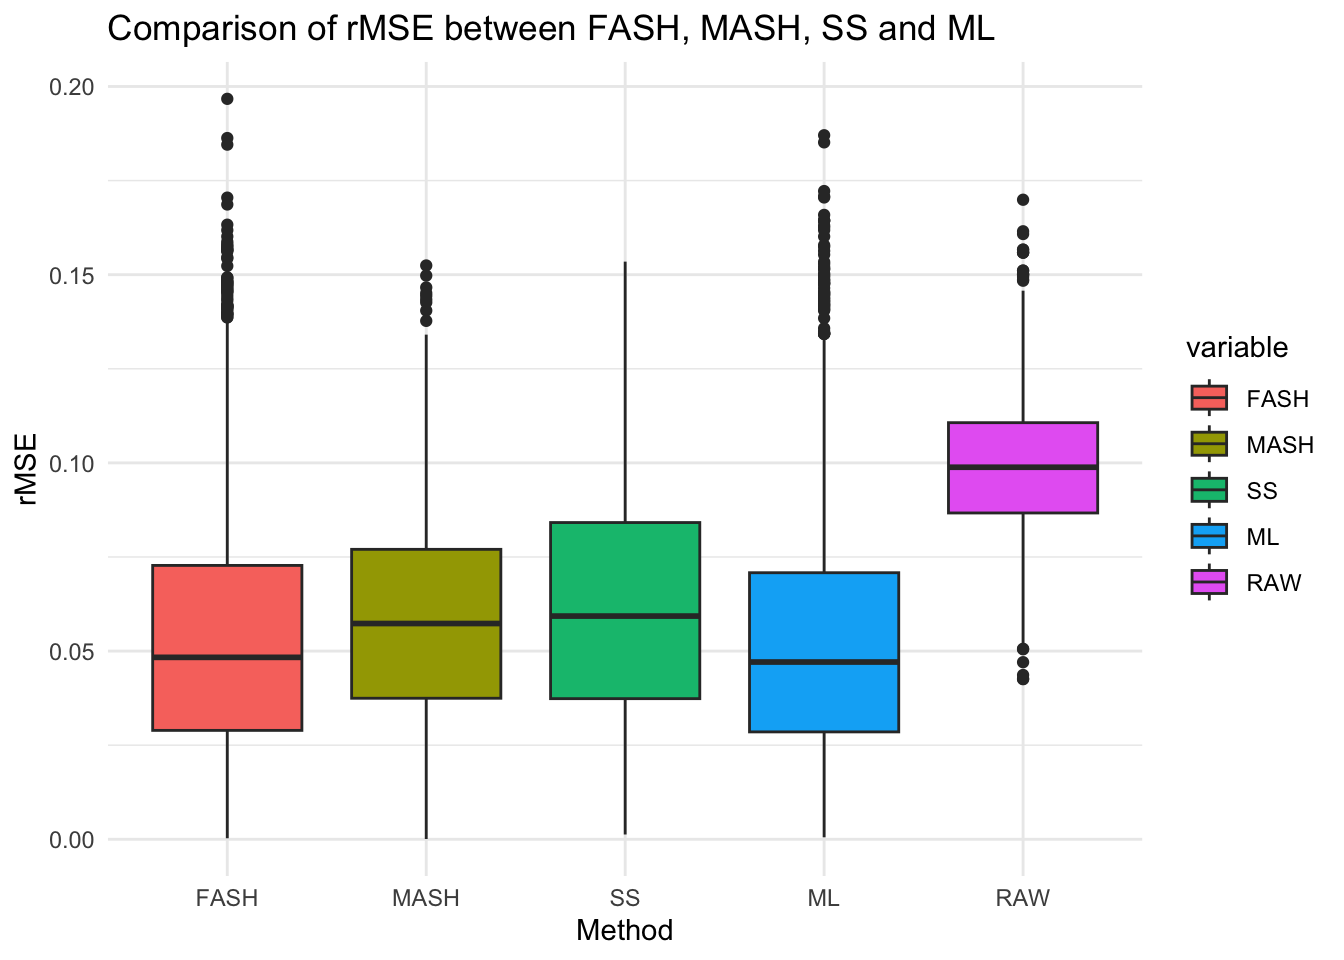 Comparison of rMSE between FASH, MASH, SS and ML
0.20
0.15
0.10
0.05
0.00
rMSE
FASH MASH SS ML RAW
Method
variable
FASH
MASH
SS
ML
RAW